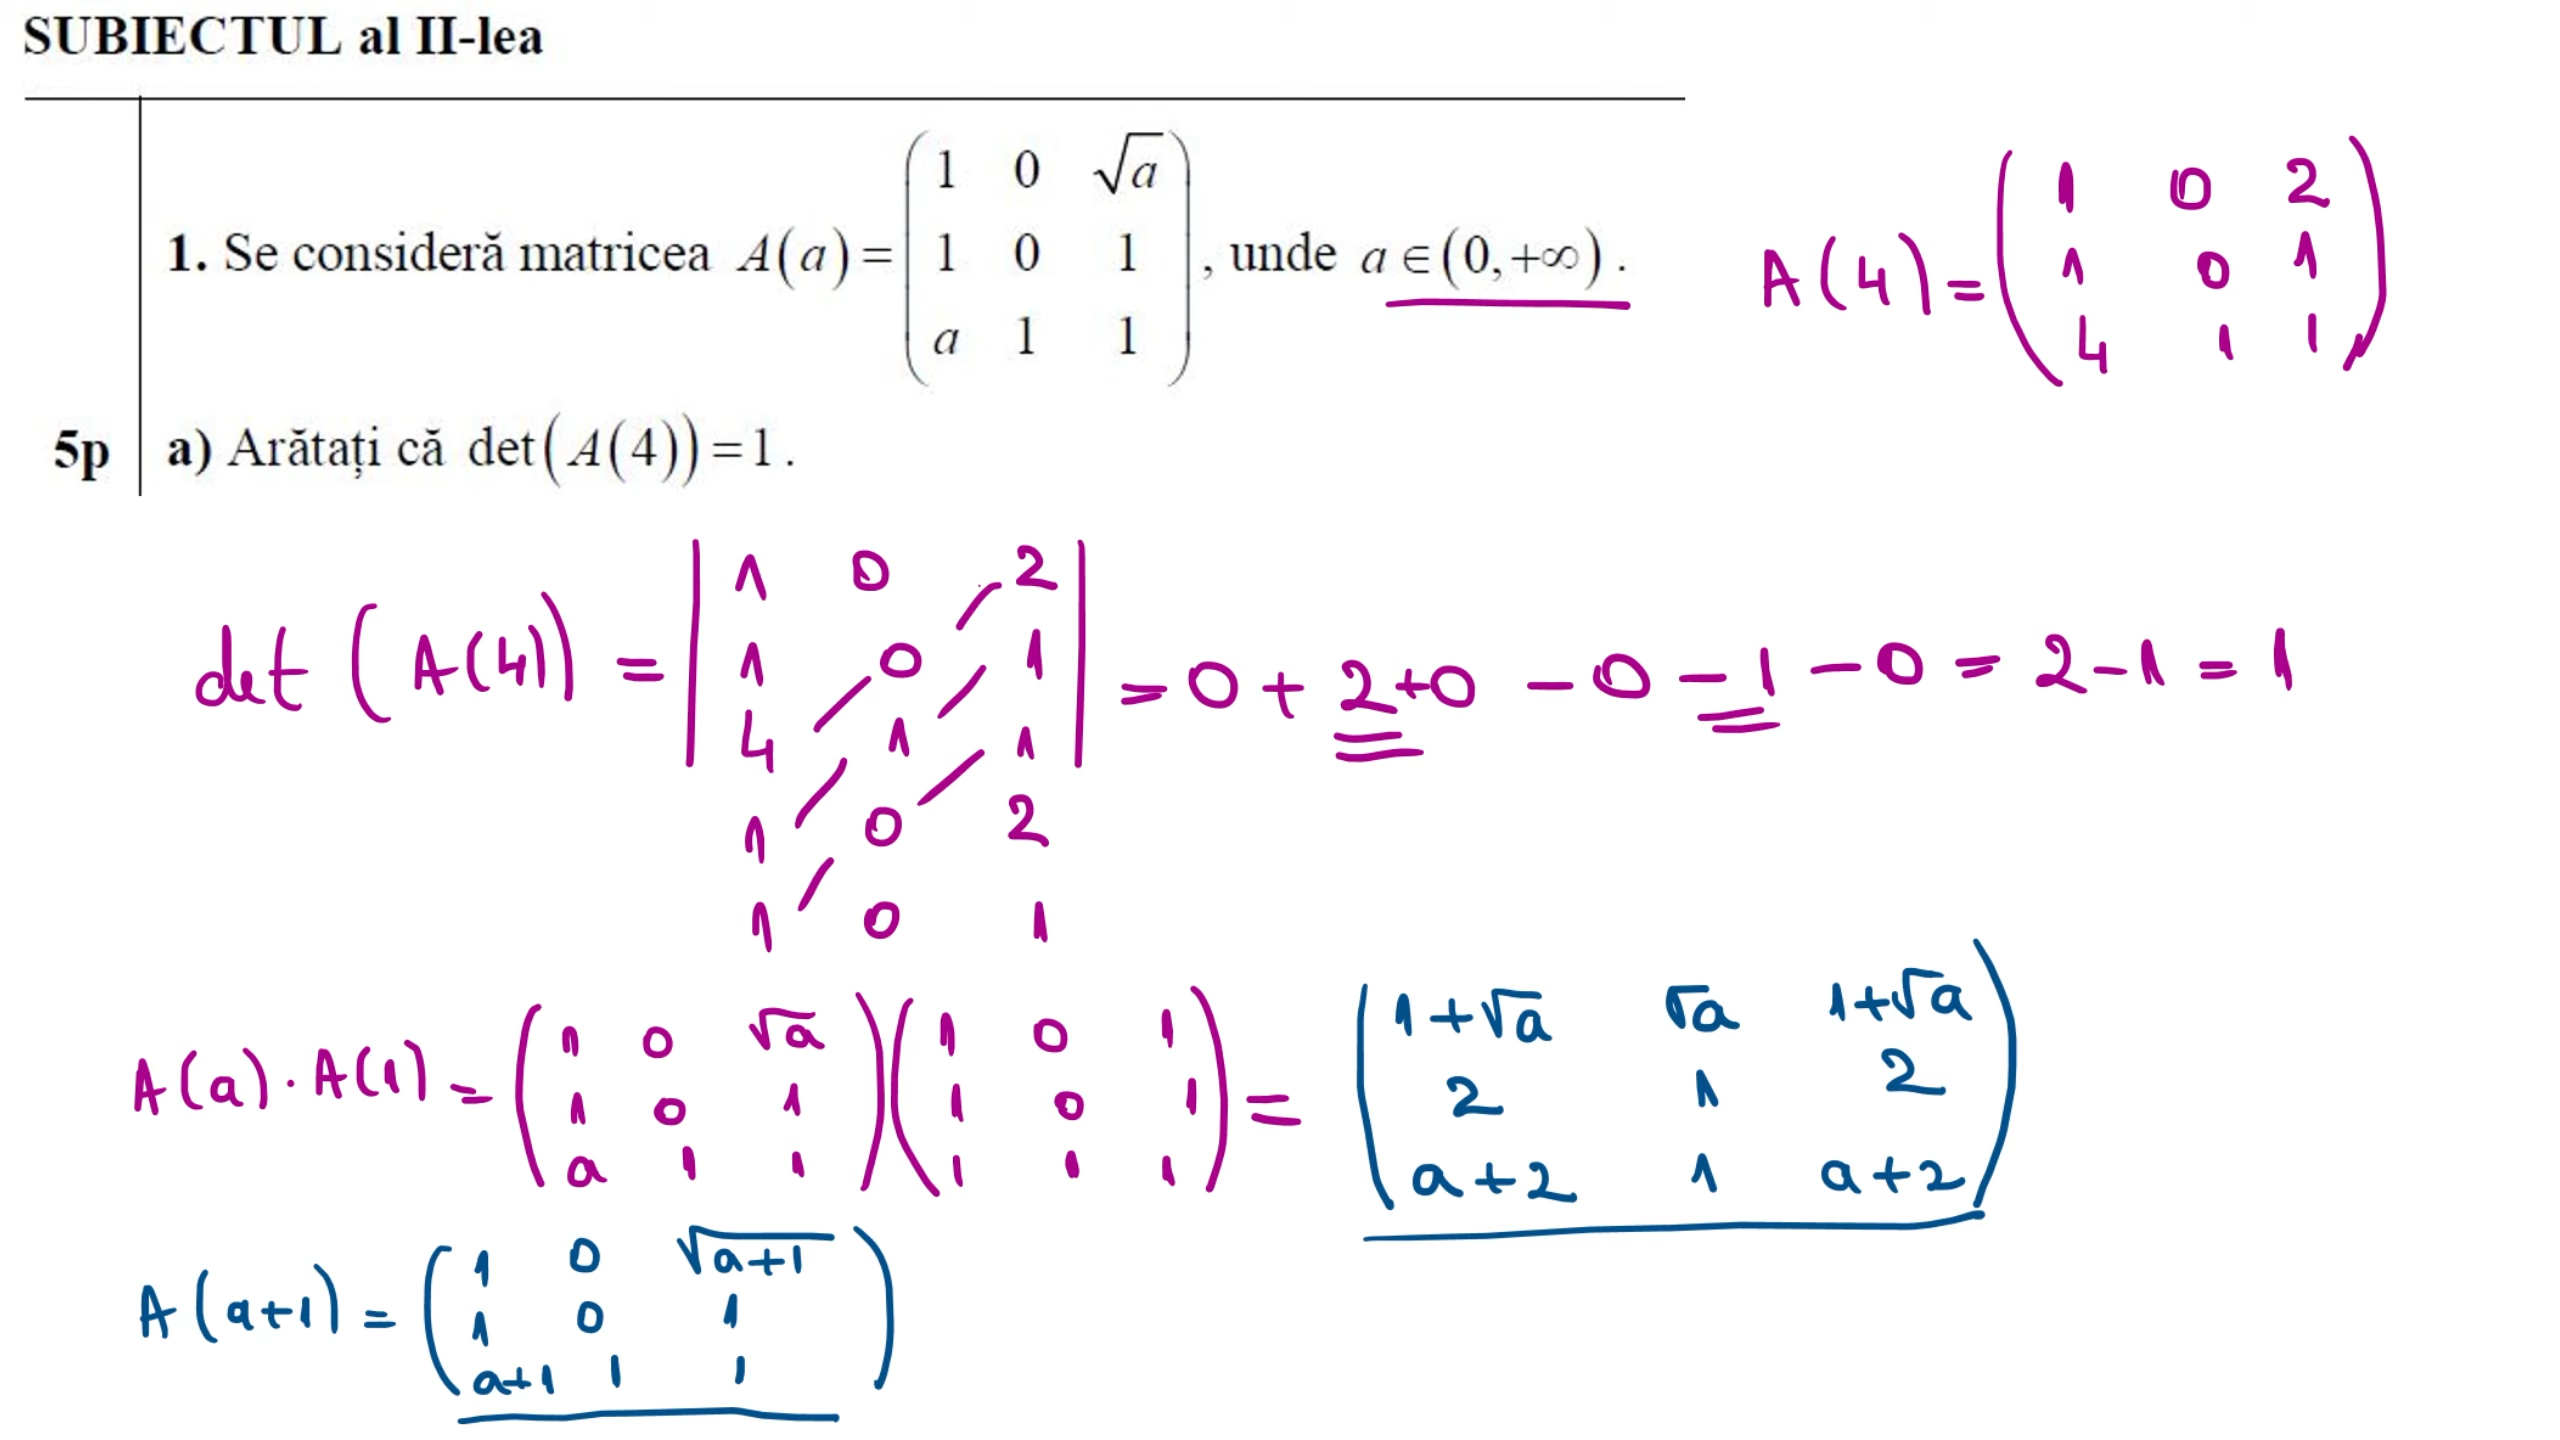 SUBIECTUL al II-lea
1 0 √a
1. Se consideră matricea A(a) = 1 0 1 , unde a ∈ (0, +∞) .
a 1 1
1 0 2
A(4) = 1 0 1
4 1 1
5p a) Arătați că det(A(4)) = 1 .
1 0 2
det (A(4)) = 1 0 1 = 0 + 2 + 0 - 0 - 1 - 0 = 2 - 1 = 1
4 1 1
1 0 2
1 0 1
1 0 √a 1 0 1 1+√a √a 1+√a
A(a) · A(1) = 1 0 1 1 0 1 = 2 1 2
a 1 1 1 1 1 a+2 1 a+2
1 0 √a+1
A(a+1) = 1 0 1
a+1 1 1